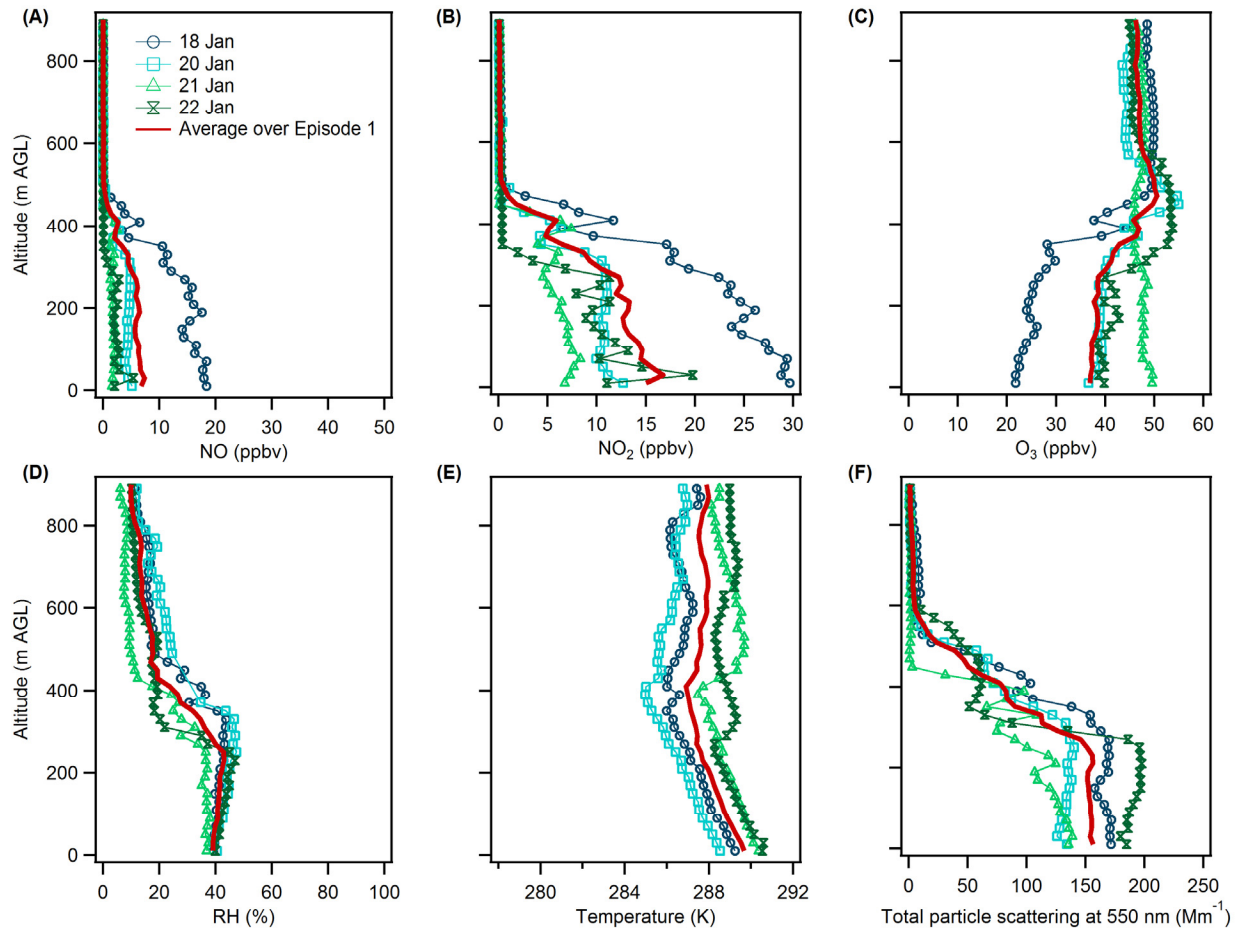 (A)
(B)
(C)
18 Jan
20 Jan
21 Jan
22 Jan
Average over Episode 1
Altitude (m AGL)
800
600
400
200
0
0 10 20 30 40 50
NO (ppbv)
0 5 10 15 20 25 30
NO2 (ppbv)
0 10 20 30 40 50 60
O3 (ppbv)
(D)
(E)
(F)
Altitude (m AGL)
800
600
400
200
0
0 20 40 60 80 100
RH (%)
280 284 288 292
Temperature (K)
0 50 100 150 200 250
Total particle scattering at 550 nm (Mm⁻¹)